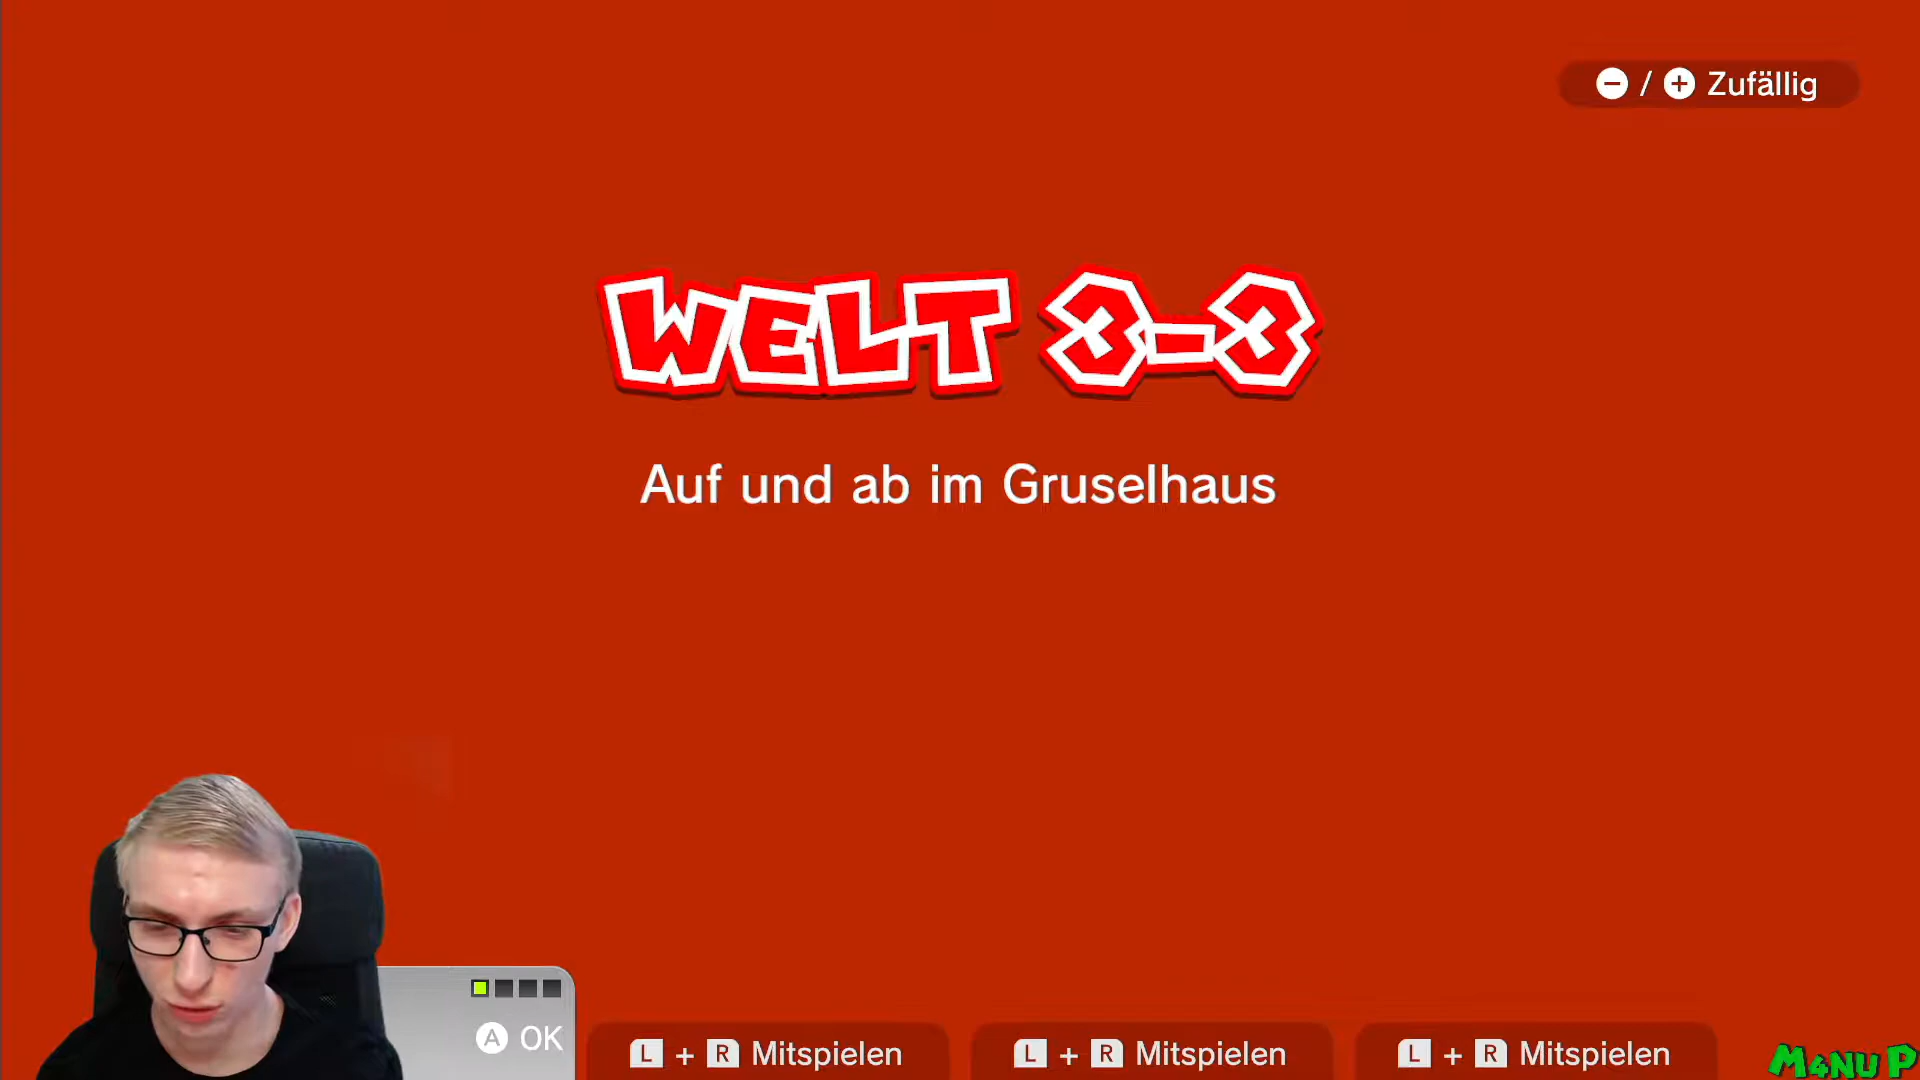 - / + Zufällig
WELT 3-3
Auf und ab im Gruselhaus
A OK
L + R Mitspielen
L + R Mitspielen
L + R Mitspielen
M4NU P